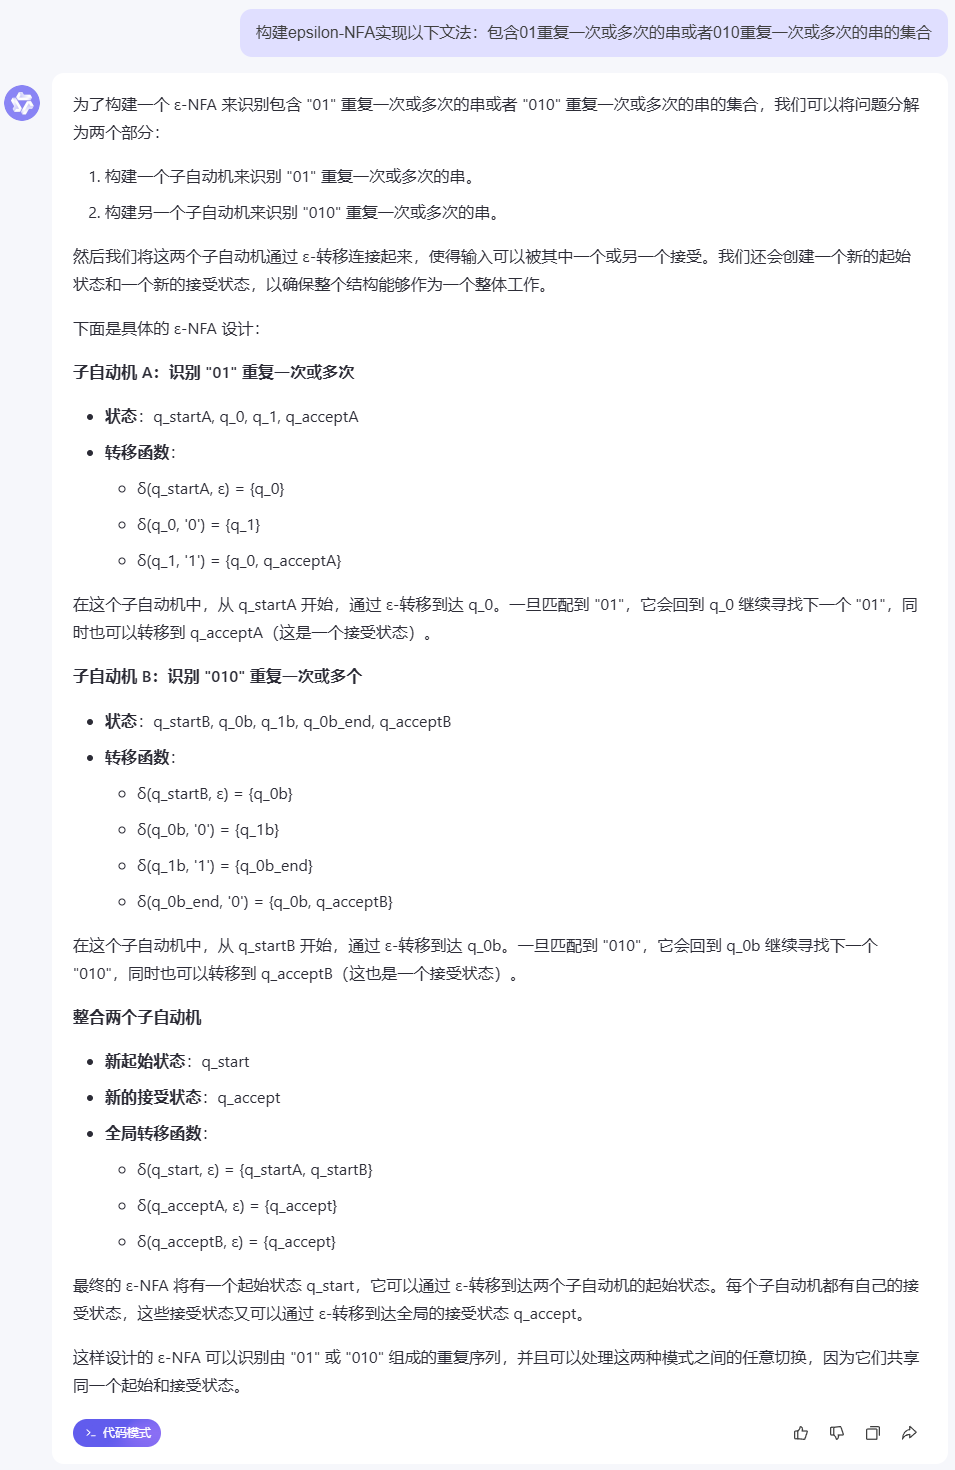 构建epsilon-NFA实现以下文法：包含01重复一次或多次的串或者010重复一次或多次的串的集合
为了构建一个 ε-NFA 来识别包含 "01" 重复一次或多次的串或者 "010" 重复一次或多次的串的集合，我们可以将问题分解
为两个部分：
1. 构建一个子自动机来识别 "01" 重复一次或多次的串。
2. 构建另一个子自动机来识别 "010" 重复一次或多次的串。
然后我们将这两个子自动机通过 ε-转移连接起来，使得输入可以被其中一个或另一个接受。我们还会创建一个新的起始
状态和一个新的接受状态，以确保整个结构能够作为一个整体工作。
下面是具体的 ε-NFA 设计：
子自动机 A：识别 "01" 重复一次或多次
• 状态：q_startA, q_0, q_1, q_acceptA
• 转移函数：
◦ δ(q_startA, ε) = {q_0}
◦ δ(q_0, '0') = {q_1}
◦ δ(q_1, '1') = {q_0, q_acceptA}
在这个子自动机中，从 q_startA 开始，通过 ε-转移到达 q_0。一旦匹配到 "01"，它会回到 q_0 继续寻找下一个 "01"，同
时也可以转移到 q_acceptA（这是一个接受状态）。
子自动机 B：识别 "010" 重复一次或多个
• 状态：q_startB, q_0b, q_1b, q_0b_end, q_acceptB
• 转移函数：
◦ δ(q_startB, ε) = {q_0b}
◦ δ(q_0b, '0') = {q_1b}
◦ δ(q_1b, '1') = {q_0b_end}
◦ δ(q_0b_end, '0') = {q_0b, q_acceptB}
在这个子自动机中，从 q_startB 开始，通过 ε-转移到达 q_0b。一旦匹配到 "010"，它会回到 q_0b 继续寻找下一个
"010"，同时也可以转移到 q_acceptB（这也是一个接受状态）。
整合两个子自动机
• 新起始状态：q_start
• 新的接受状态：q_accept
• 全局转移函数：
◦ δ(q_start, ε) = {q_startA, q_startB}
◦ δ(q_acceptA, ε) = {q_accept}
◦ δ(q_acceptB, ε) = {q_accept}
最终的 ε-NFA 将有一个起始状态 q_start，它可以通过 ε-转移到达两个子自动机的起始状态。每个子自动机都有自己的接
受状态，这些接受状态又可以通过 ε-转移到达全局的接受状态 q_accept。
这样设计的 ε-NFA 可以识别由 "01" 或 "010" 组成的重复序列，并且可以处理这两种模式之间的任意切换，因为它们共享
同一个起始和接受状态。
代码模式